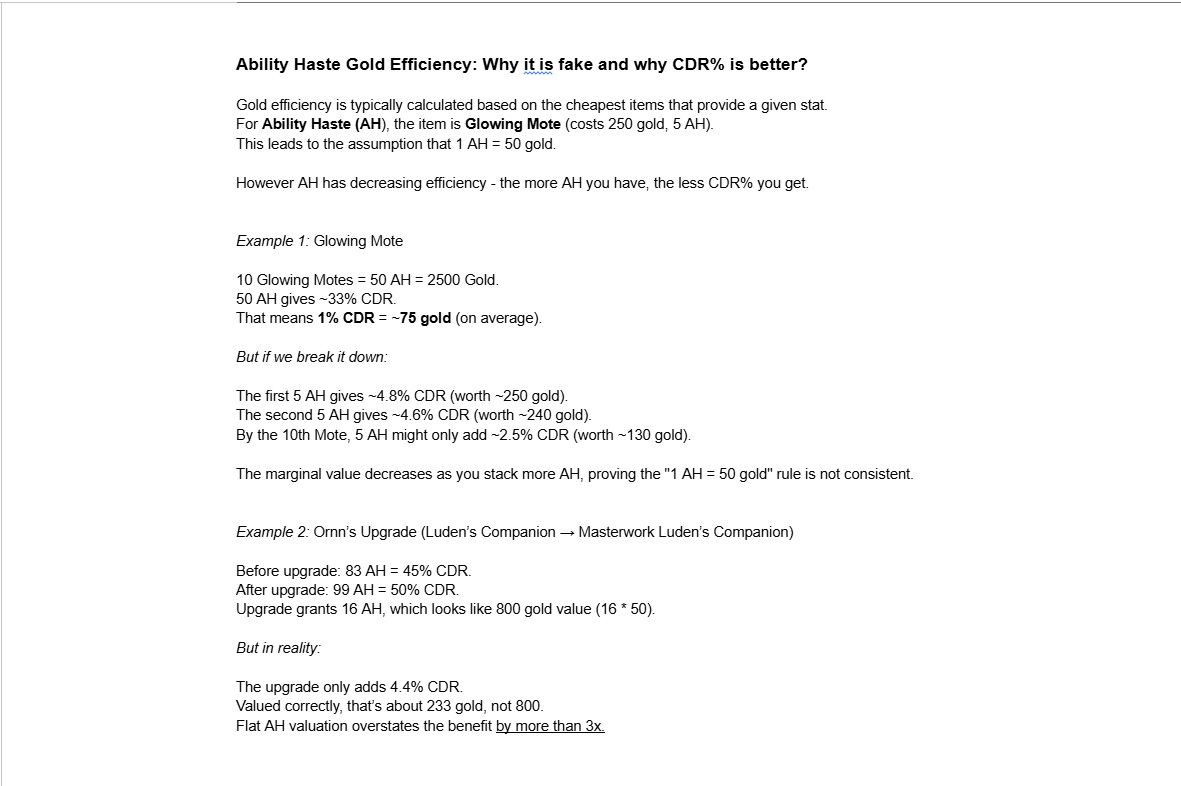 Ability Haste Gold Efficiency: Why it is fake and why CDR% is better?
Gold efficiency is typically calculated based on the cheapest items that provide a given stat.
For Ability Haste (AH), the item is Glowing Mote (costs 250 gold, 5 AH).
This leads to the assumption that 1 AH = 50 gold.
However AH has decreasing efficiency - the more AH you have, the less CDR% you get.
Example 1: Glowing Mote
10 Glowing Motes = 50 AH = 2500 Gold.
50 AH gives ~33% CDR.
That means 1% CDR = ~75 gold (on average).
But if we break it down:
The first 5 AH gives ~4.8% CDR (worth ~250 gold).
The second 5 AH gives ~4.6% CDR (worth ~240 gold).
By the 10th Mote, 5 AH might only add ~2.5% CDR (worth ~130 gold).
The marginal value decreases as you stack more AH, proving the "1 AH = 50 gold" rule is not consistent.
Example 2: Ornn's Upgrade (Luden's Companion → Masterwork Luden's Companion)
Before upgrade: 83 AH = 45% CDR.
After upgrade: 99 AH = 50% CDR.
Upgrade grants 16 AH, which looks like 800 gold value (16 * 50).
But in reality:
The upgrade only adds 4.4% CDR.
Valued correctly, that's about 233 gold, not 800.
Flat AH valuation overstates the benefit by more than 3x.